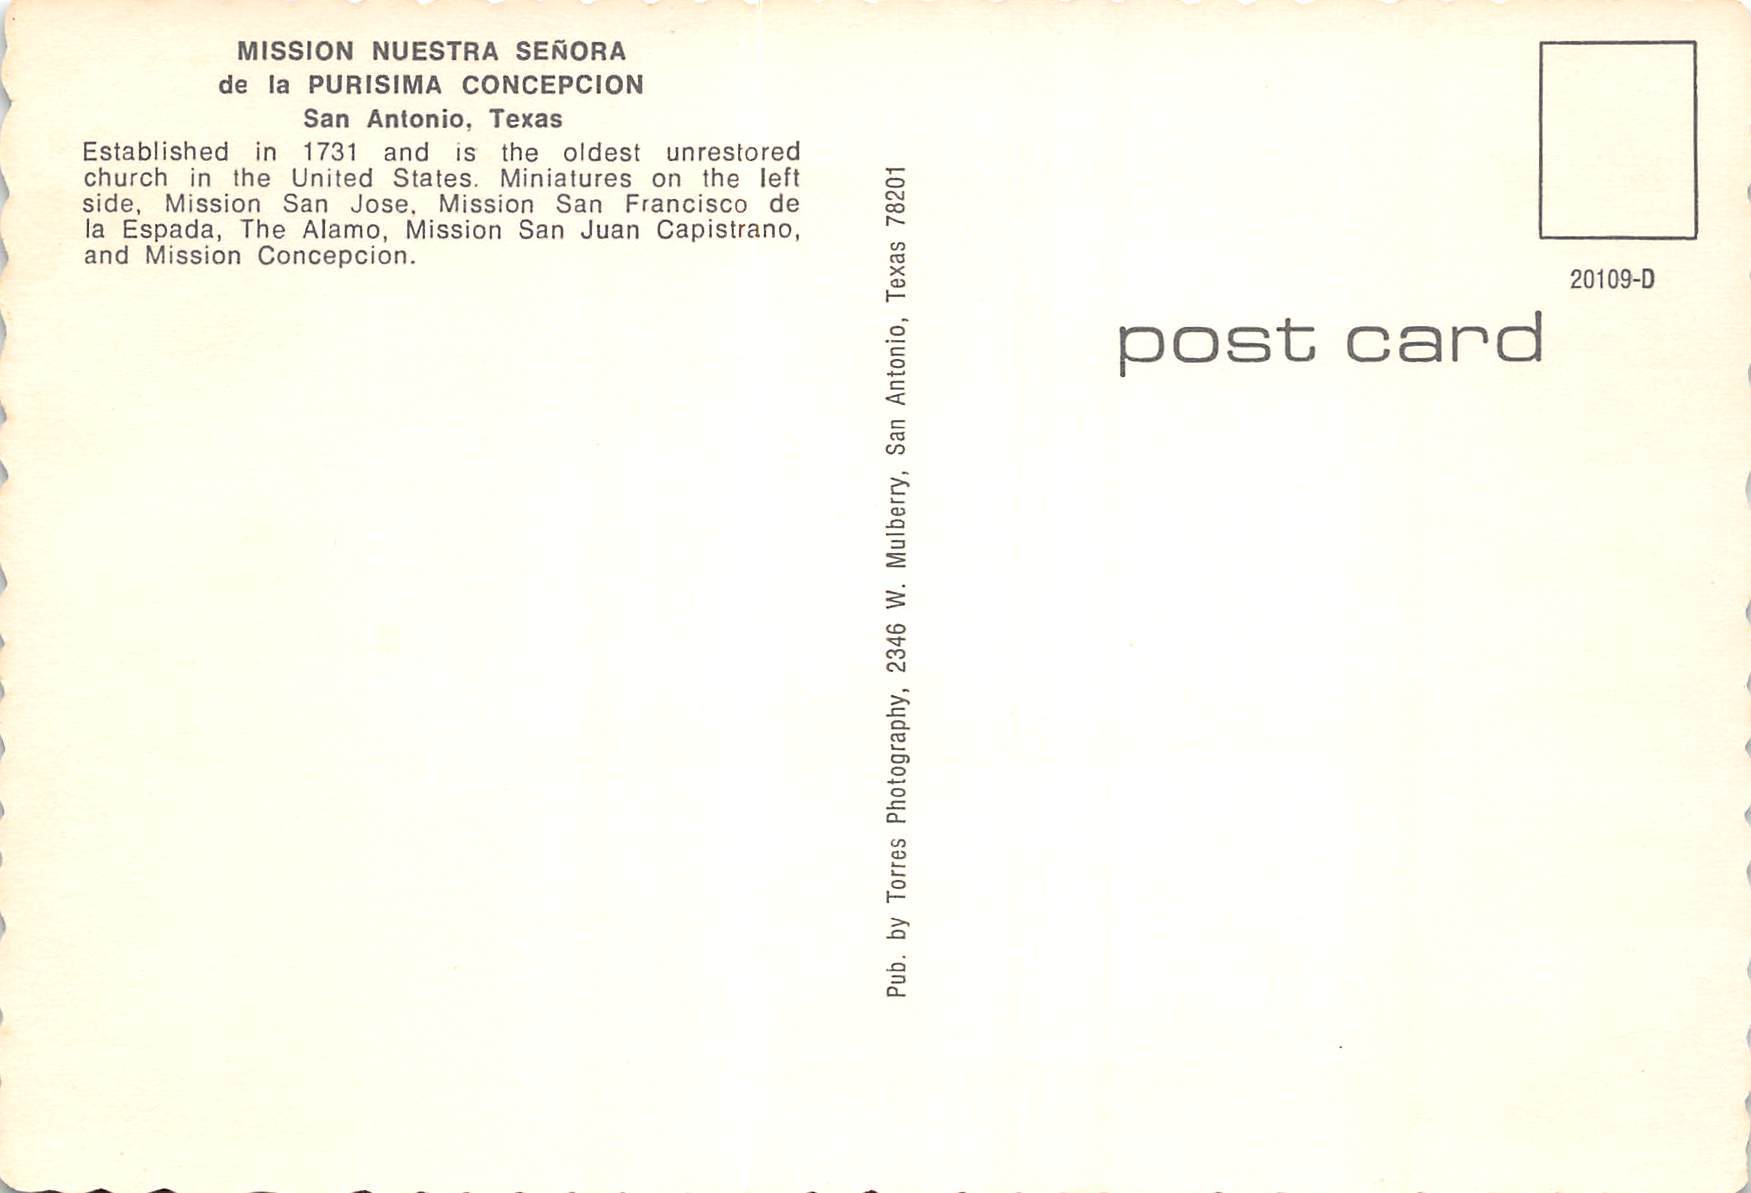 MISSION NUESTRA SEÑORA
de la PURISIMA CONCEPCION
San Antonio, Texas
Established in 1731 and is the oldest unrestored
church in the United States. Miniatures on the left
side, Mission San Jose, Mission San Francisco de
la Espada, The Alamo, Mission San Juan Capistrano,
and Mission Concepcion.
Pub. by Torres Photography, 2346 W. Mulberry, San Antonio, Texas 78201
20109-D
post card